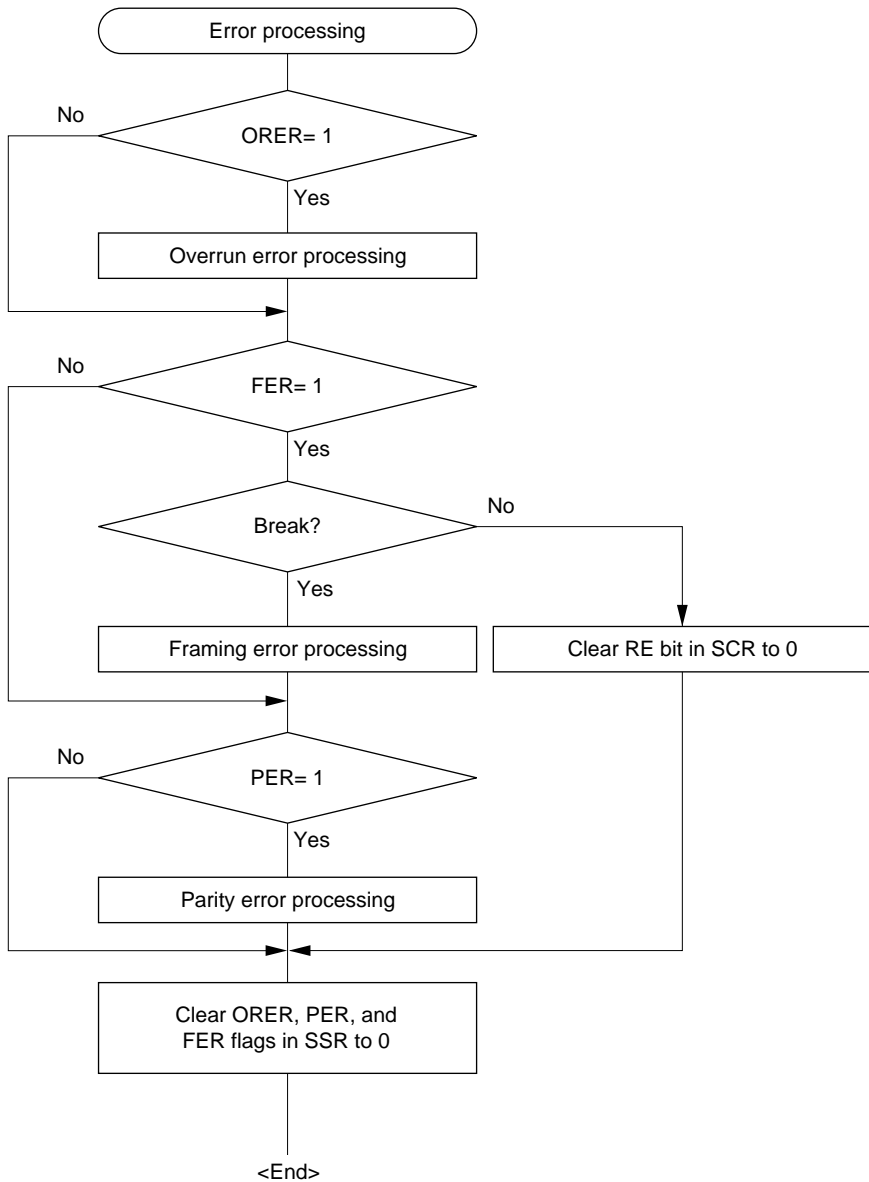 Error processing
No
ORER= 1
Yes
Overrun error processing
No
FER= 1
Yes
No
Break?
Yes
Framing error processing
Clear RE bit in SCR to 0
No
PER= 1
Yes
Parity error processing
Clear ORER, PER, and
FER flags in SSR to 0
<End>